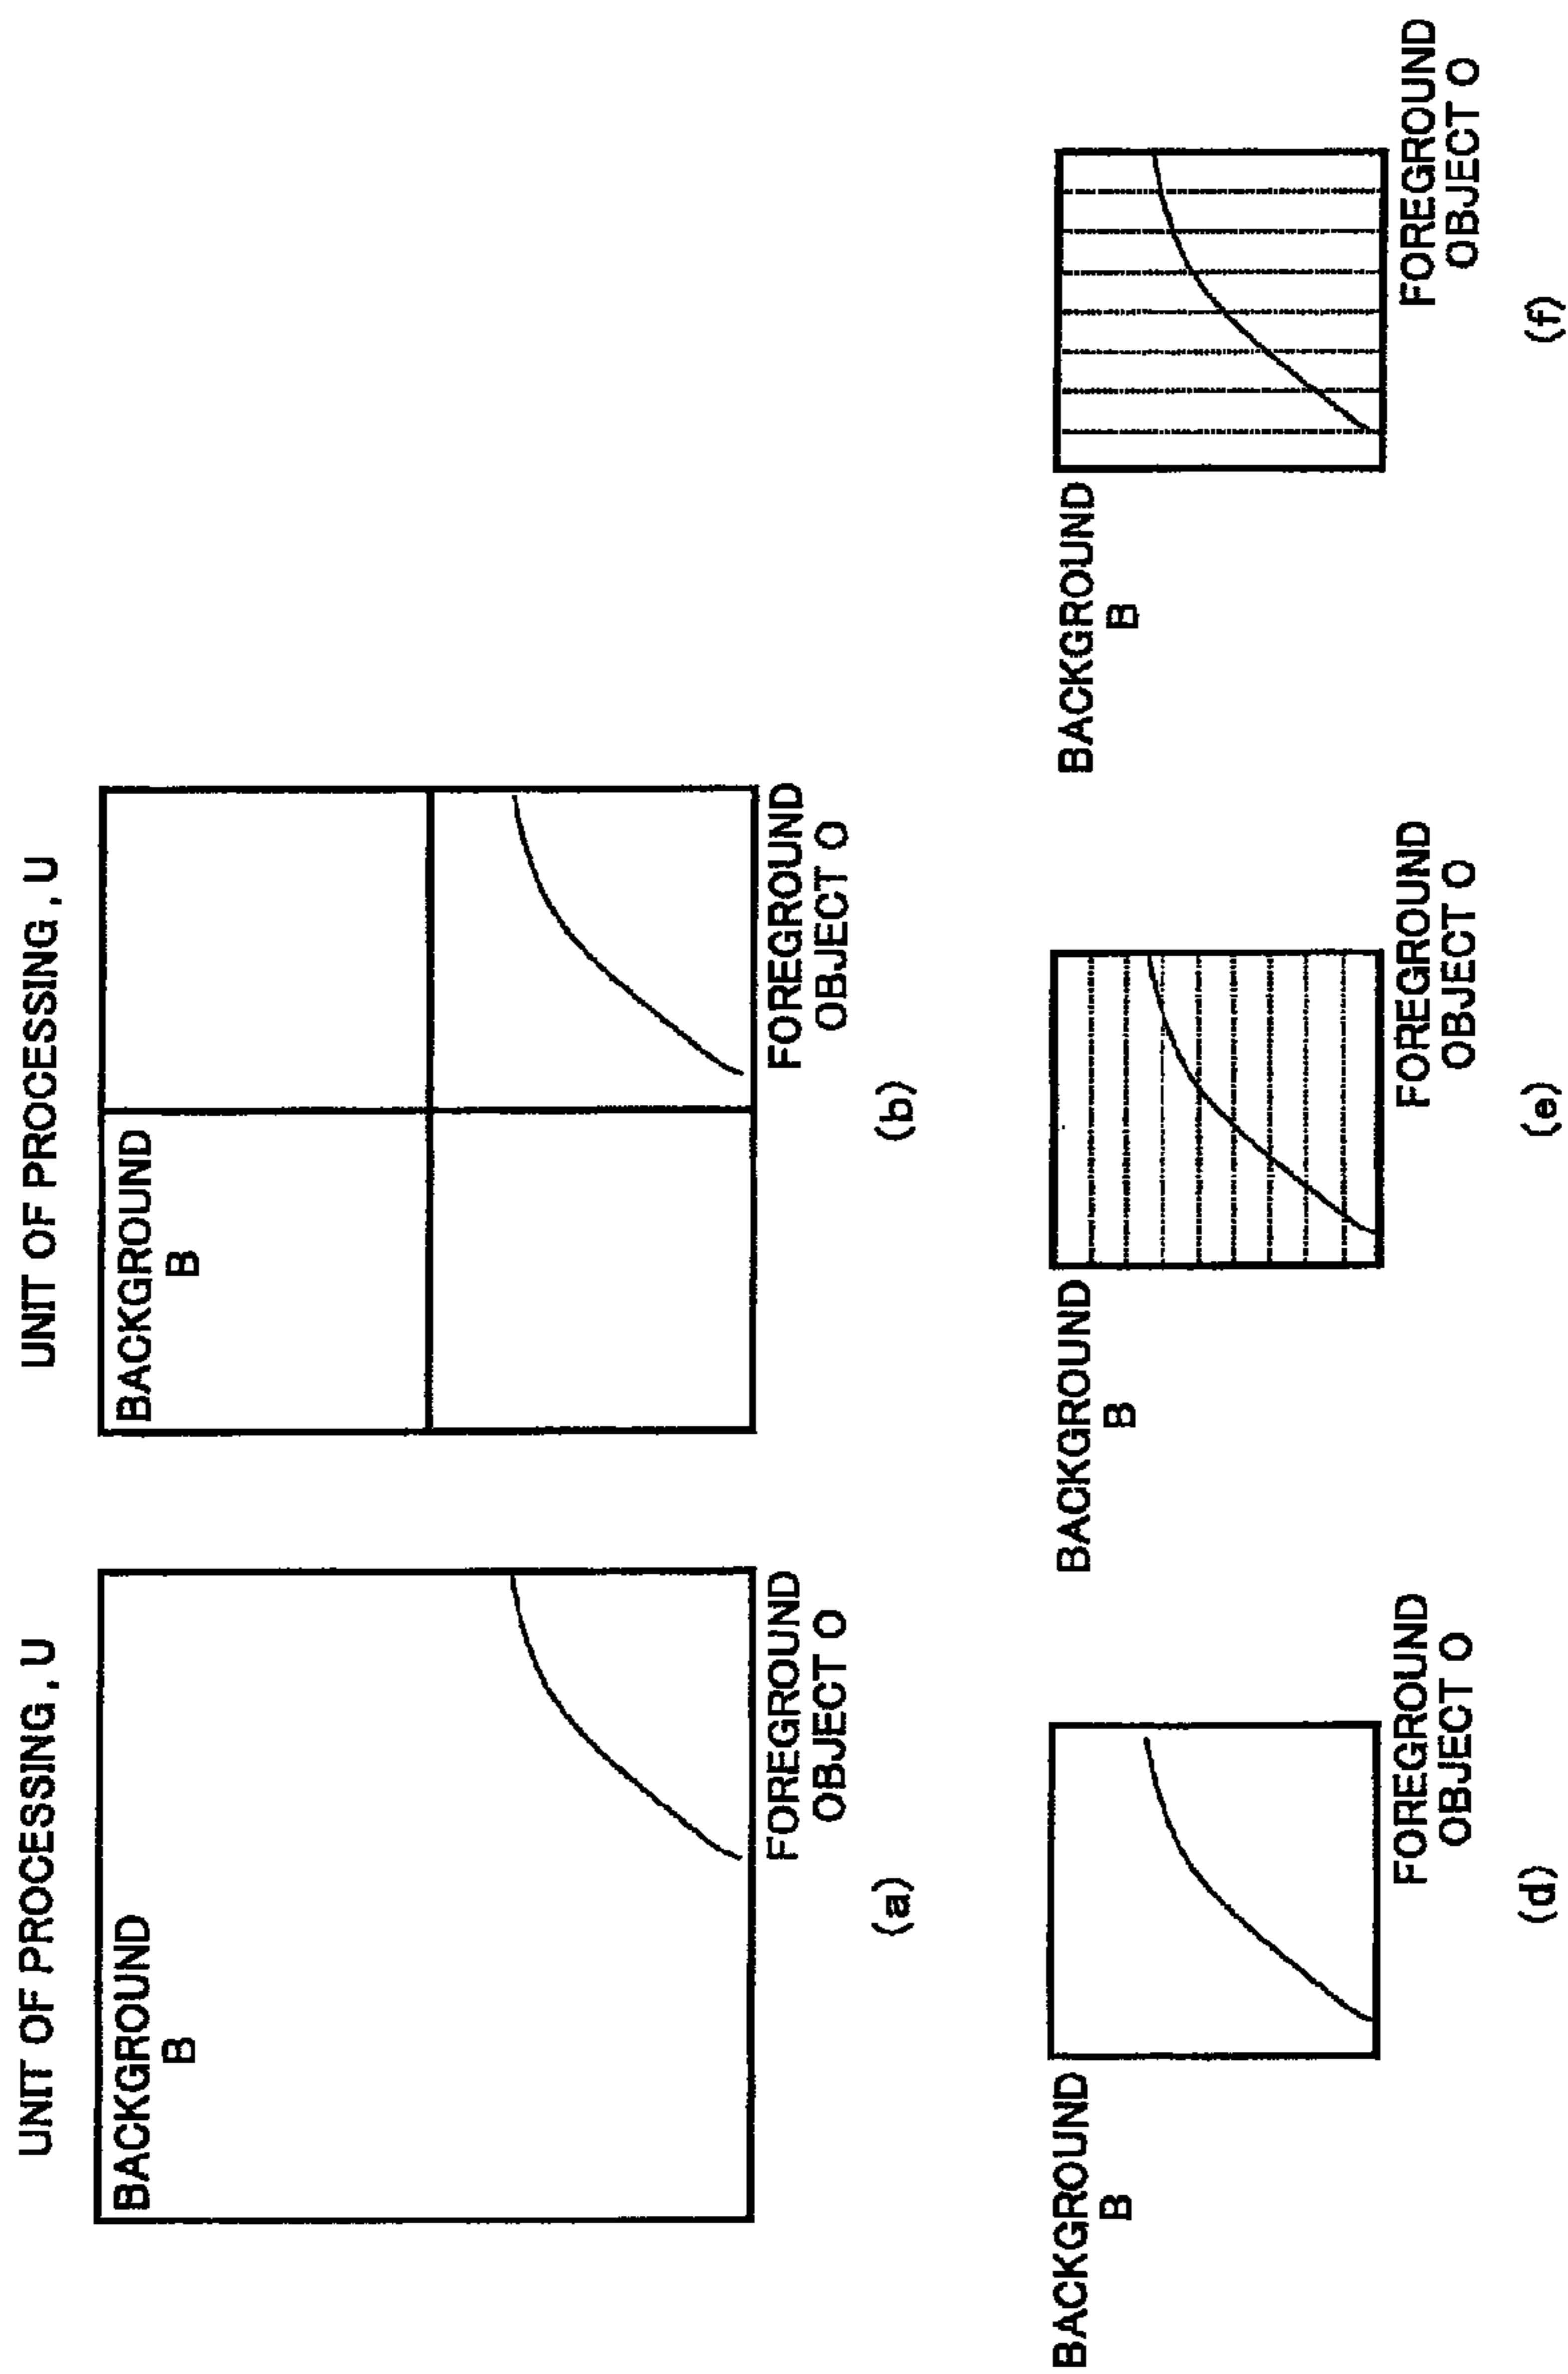 UNIT OF PROCESSING, U
BACKGROUND
B
FOREGROUND
OBJECT O
(a)
UNIT OF PROCESSING, U
BACKGROUND
B
FOREGROUND
OBJECT O
(b)
BACKGROUND
B
FOREGROUND
OBJECT O
(d)
BACKGROUND
B
FOREGROUND
OBJECT O
(e)
BACKGROUND
B
FOREGROUND
OBJECT O
(f)